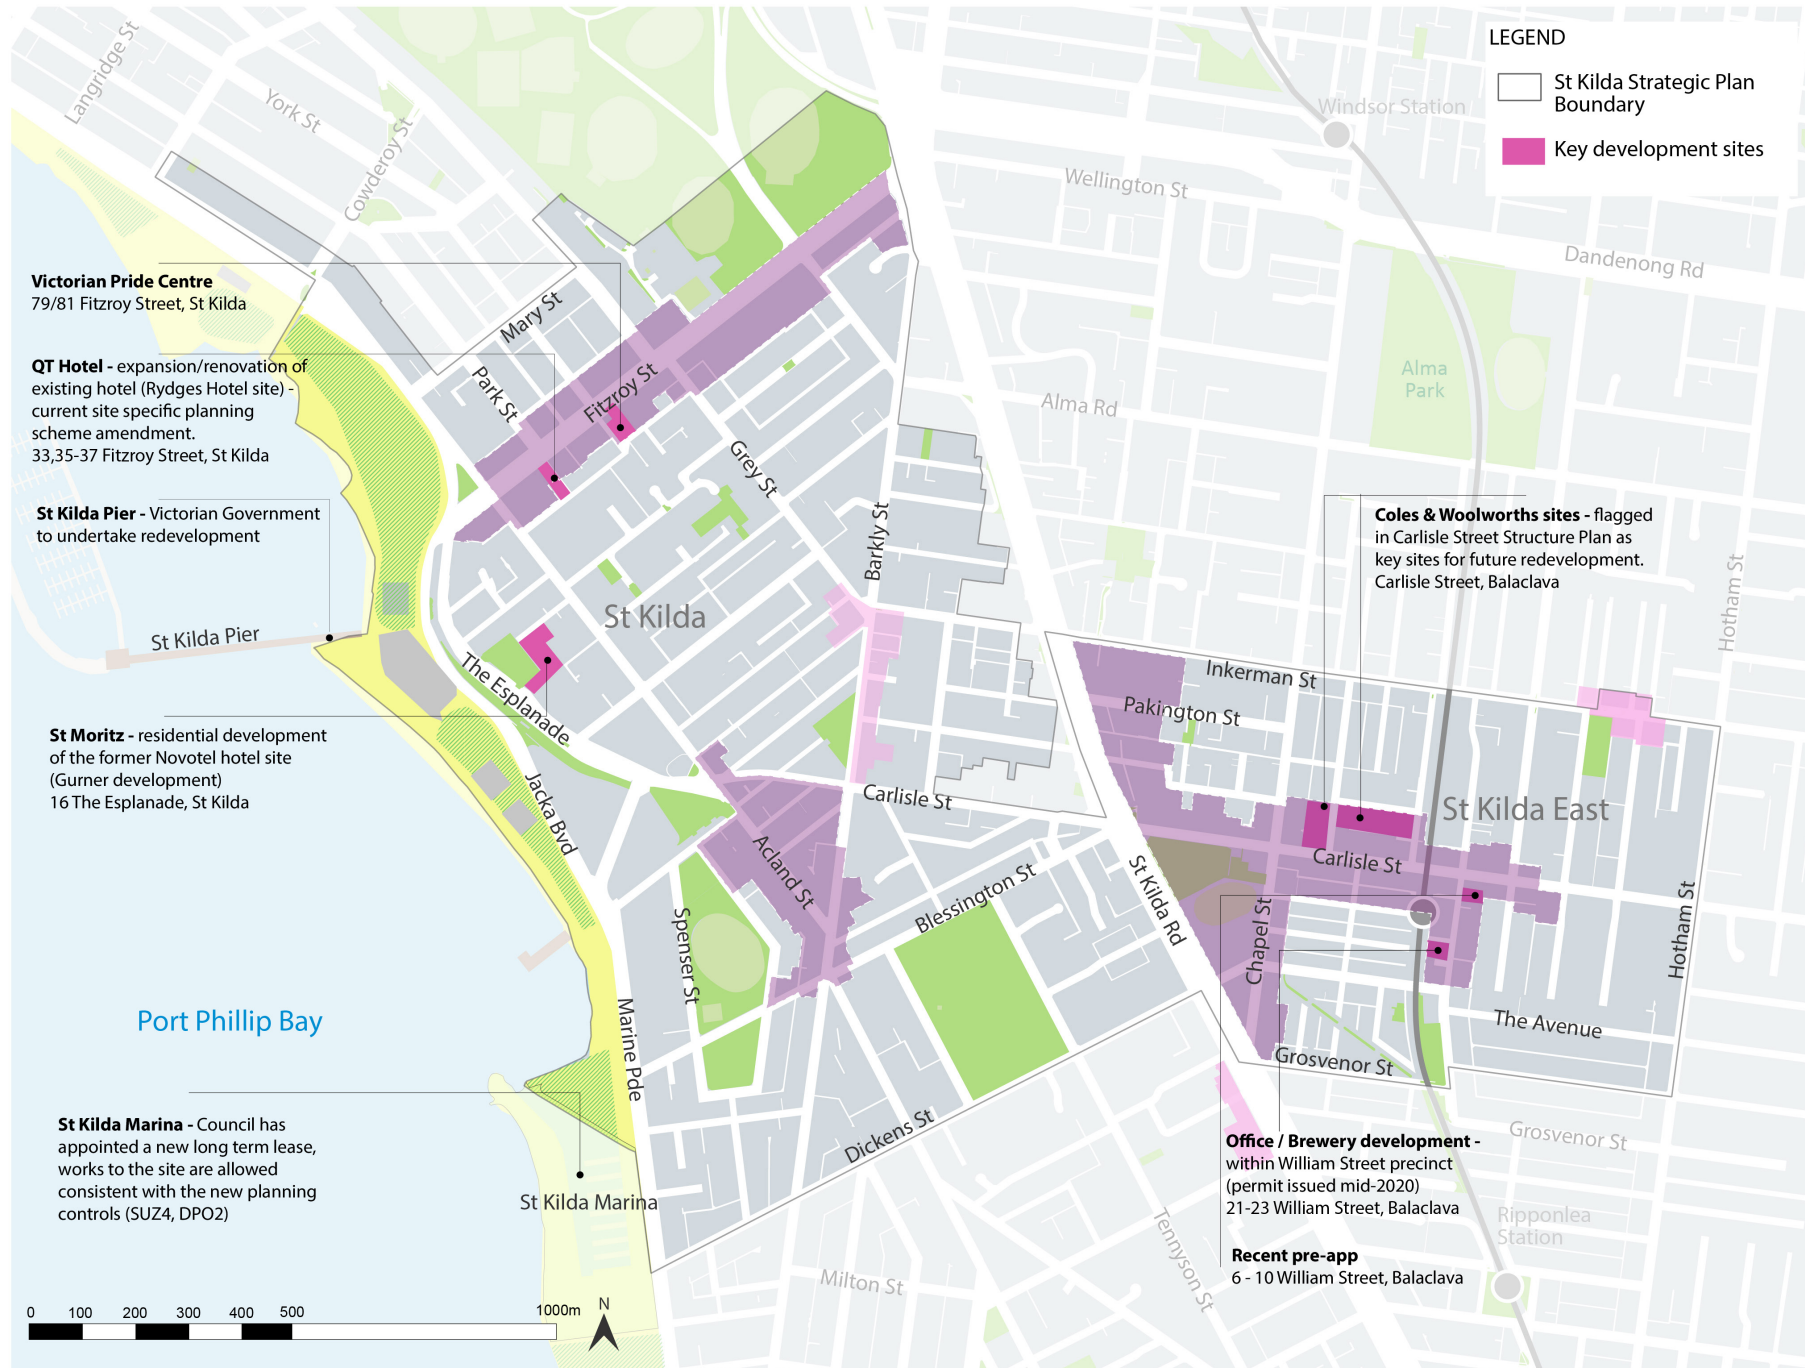 LEGEND
St Kilda Strategic Plan
Boundary
Key development sites
Langridge St
York St
Cowderoy St
Windsor Station
Wellington St
Dandenong Rd
Victorian Pride Centre
79/81 Fitzroy Street, St Kilda
Mary St
QT Hotel - expansion/renovation of
existing hotel (Rydges Hotel site) -
current site specific planning
scheme amendment.
33,35-37 Fitzroy Street, St Kilda
Park St
Fitzroy St
Alma
Park
Alma Rd
Grey St
Barkly St
St Kilda Pier - Victorian Government
to undertake redevelopment
Coles & Woolworths sites - flagged
in Carlisle Street Structure Plan as
key sites for future redevelopment.
Carlisle Street, Balaclava
Hotham St
St Kilda
St Kilda Pier
The Esplanade
Inkerman St
Pakington St
St Moritz - residential development
of the former Novotel hotel site
(Gurner development)
16 The Esplanade, St Kilda
Jacka Bvd
Carlisle St
St Kilda East
Carlisle St
Acland St
Blessington St
St Kilda Rd
Spenser St
Chapel St
Hotham St
Port Phillip Bay
Marine Pde
The Avenue
Grosvenor St
St Kilda Marina - Council has
appointed a new long term lease,
works to the site are allowed
consistent with the new planning
controls (SUZ4, DPO2)
Dickens St
Grosvenor St
Office / Brewery development -
within William Street precinct
(permit issued mid-2020)
21-23 William Street, Balaclava
St Kilda Marina
Ripponlea
Station
Tennyson St
Recent pre-app
6 - 10 William Street, Balaclava
Milton St
0 100 200 300 400 500 1000m
N